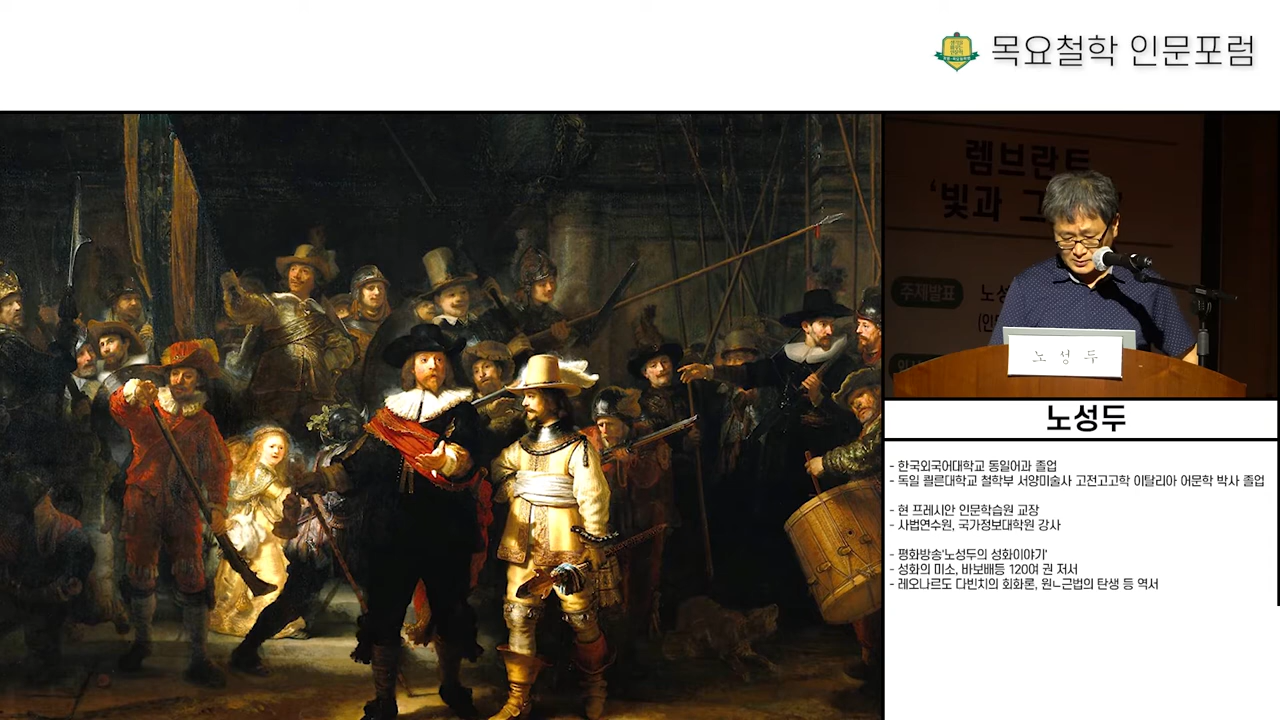 목요철학 인문포럼
렘브란트
'빛과 그
주제발표 노성
노 성 두
노성두
- 한국외국어대학교 동일어과 졸업
- 독일 쾰른대학교 철학부 서양미술사 고전고고학 이탈리아 어문학 박사 졸업
- 현 프레시안 인문학습원 교장
- 사법연수원, 국가정보대학원 강사
- 평화방송'노성두의 성화이야기'
- 성화의 미소, 바보배등 120여 권 저서
- 레오나르도 다빈치의 회화론, 원ㄴ근법의 탄생 등 역서